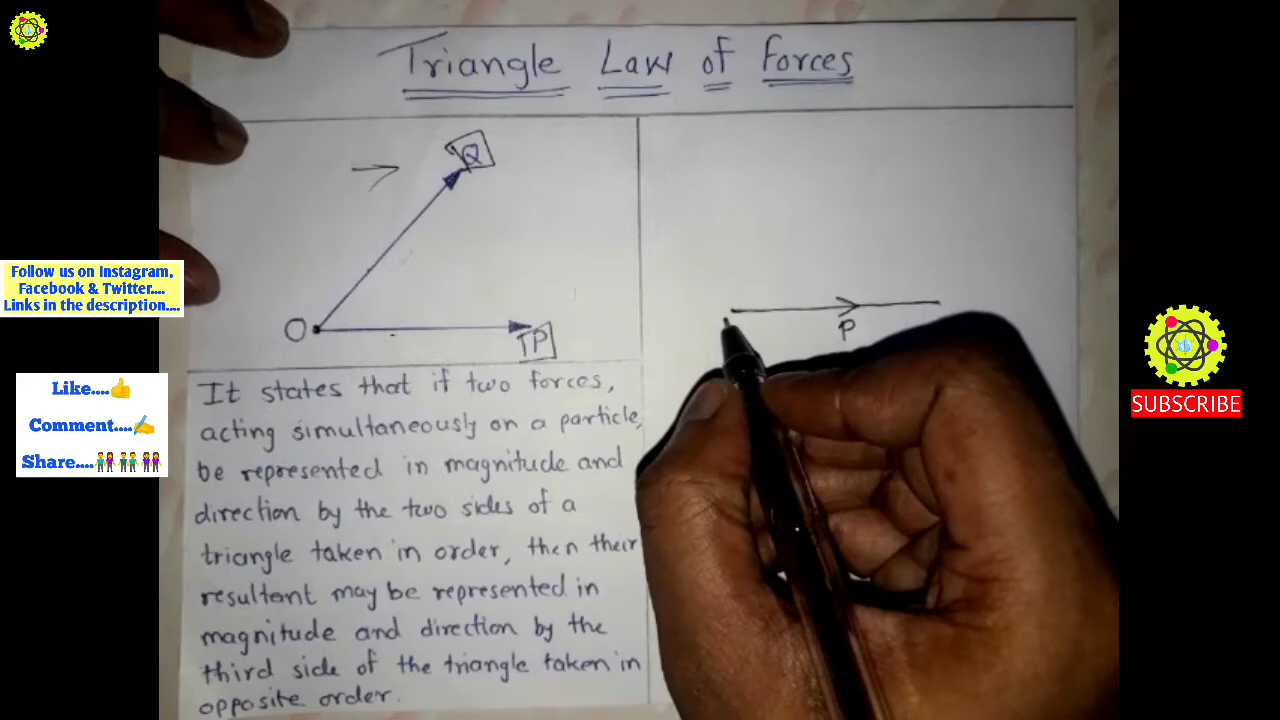 Triangle Law of Forces
Q
O
P
P
It states that if two forces,
acting simultaneously on a particle,
be represented in magnitude and
direction by the two sides of a
triangle taken in order, then their
resultant may be represented in
magnitude and direction by the
third side of the triangle taken in
opposite order.
Follow us on Instagram,
Facebook & Twitter....
Links in the description....
Like....👍
Comment....✍
Share....👫👬👭
SUBSCRIBE